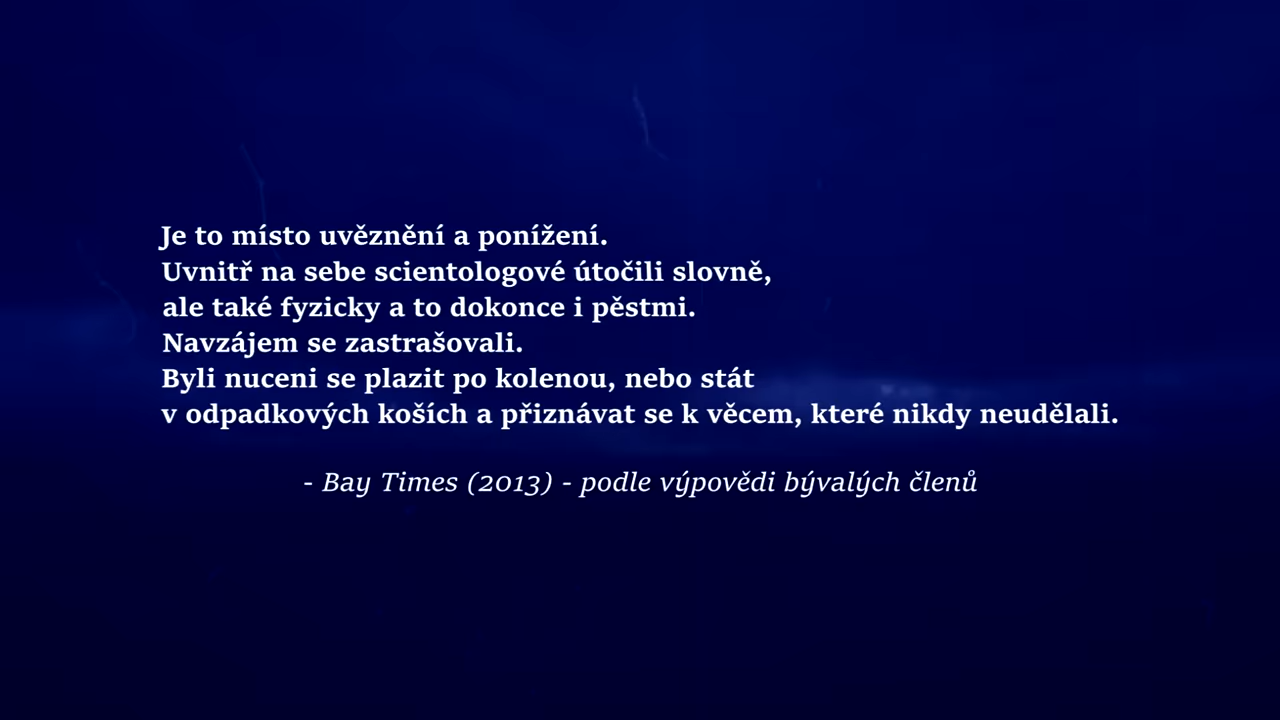 Je to místo uvěznění a ponížení.
Uvnitř na sebe scientologové útočili slovně,
ale také fyzicky a to dokonce i pěstmi.
Navzájem se zastrašovali.
Byli nuceni se plazit po kolenou, nebo stát
v odpadkových koších a přiznávat se k věcem, které nikdy neudělali.
- Bay Times (2013) - podle výpovědi bývalých členů